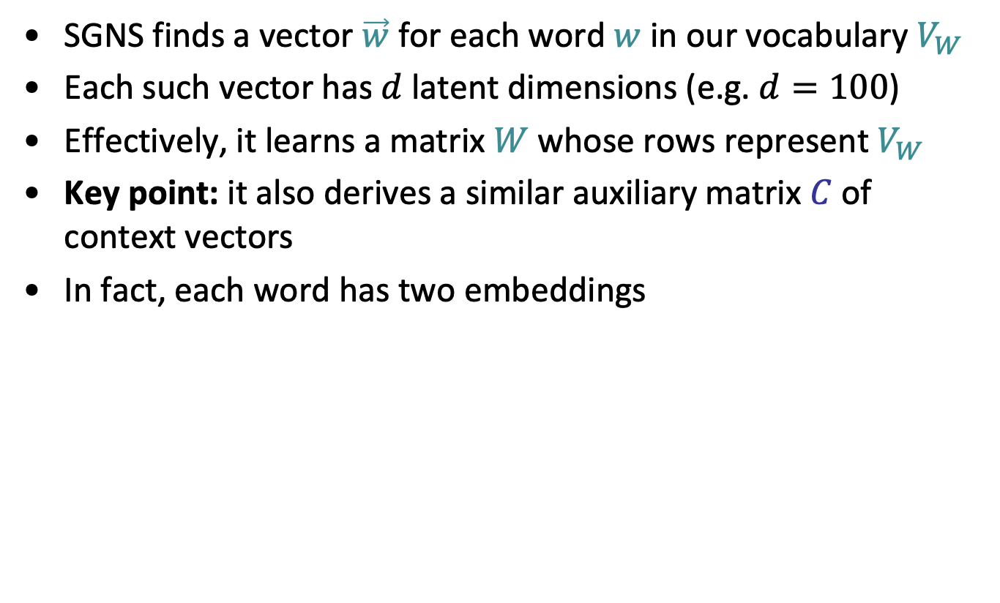 • SGNS finds a vector w⃗ for each word w in our vocabulary V_W
• Each such vector has d latent dimensions (e.g. d = 100)
• Effectively, it learns a matrix W whose rows represent V_W
• Key point: it also derives a similar auxiliary matrix C of
context vectors
• In fact, each word has two embeddings